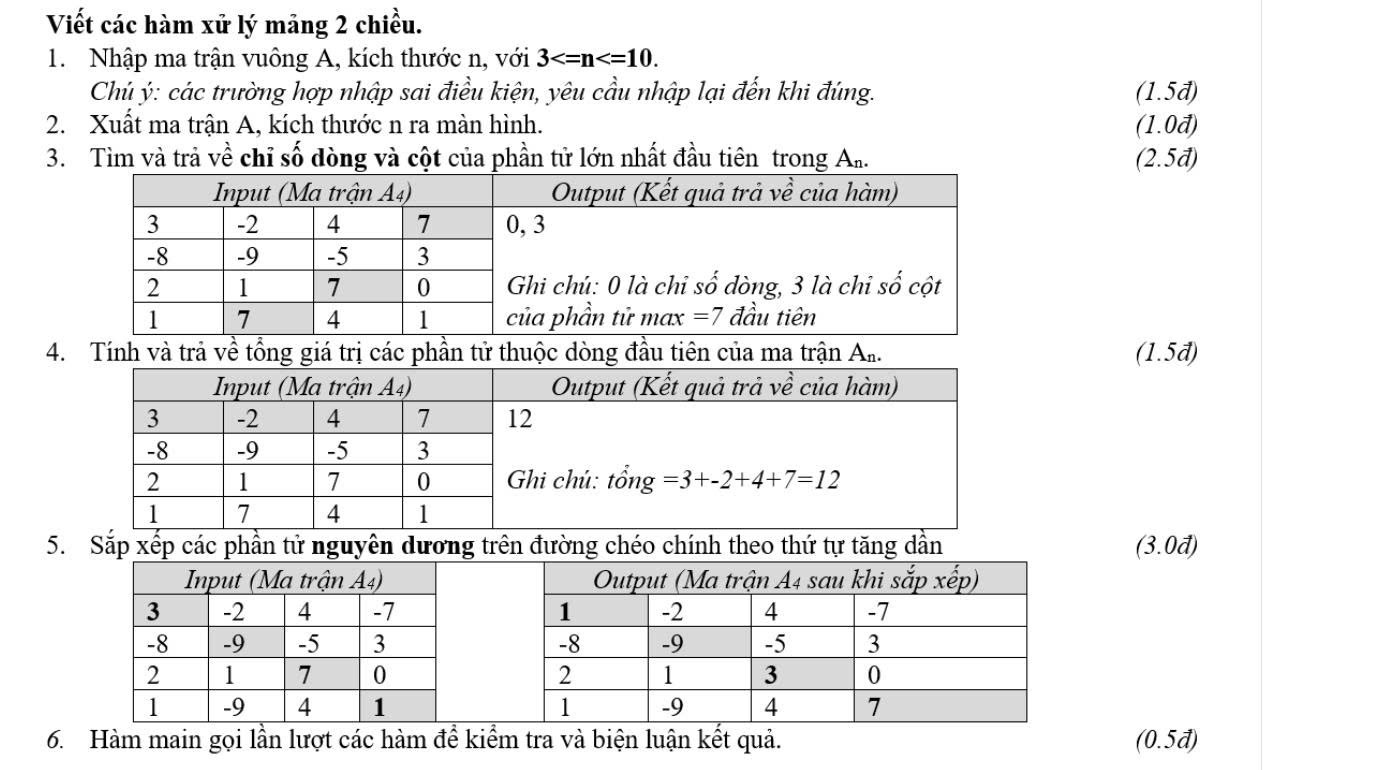 Viết các hàm xử lý mảng 2 chiều.
1. Nhập ma trận vuông A, kích thước n, với 3<=n<=10.
Chú ý: các trường hợp nhập sai điều kiện, yêu cầu nhập lại đến khi đúng. (1.5đ)
2. Xuất ma trận A, kích thước n ra màn hình. (1.0đ)
3. Tìm và trả về chỉ số dòng và cột của phần tử lớn nhất đầu tiên trong Aₙ. (2.5đ)
Input (Ma trận A₄) Output (Kết quả trả về của hàm)
3 -2 4 7 0, 3
-8 -9 -5 3
2 1 7 0 Ghi chú: 0 là chỉ số dòng, 3 là chỉ số cột
1 7 4 1 của phần tử max =7 đầu tiên
4. Tính và trả về tổng giá trị các phần tử thuộc dòng đầu tiên của ma trận Aₙ. (1.5đ)
Input (Ma trận A₄) Output (Kết quả trả về của hàm)
3 -2 4 7 12
-8 -9 -5 3
2 1 7 0 Ghi chú: tổng =3+-2+4+7=12
1 7 4 1
5. Sắp xếp các phần tử nguyên dương trên đường chéo chính theo thứ tự tăng dần (3.0đ)
Input (Ma trận A₄) Output (Ma trận A₄ sau khi sắp xếp)
3 -2 4 -7 1 -2 4 -7
-8 -9 -5 3 -8 -9 -5 3
2 1 7 0 2 1 3 0
1 -9 4 1 1 -9 4 7
6. Hàm main gọi lần lượt các hàm để kiểm tra và biện luận kết quả. (0.5đ)